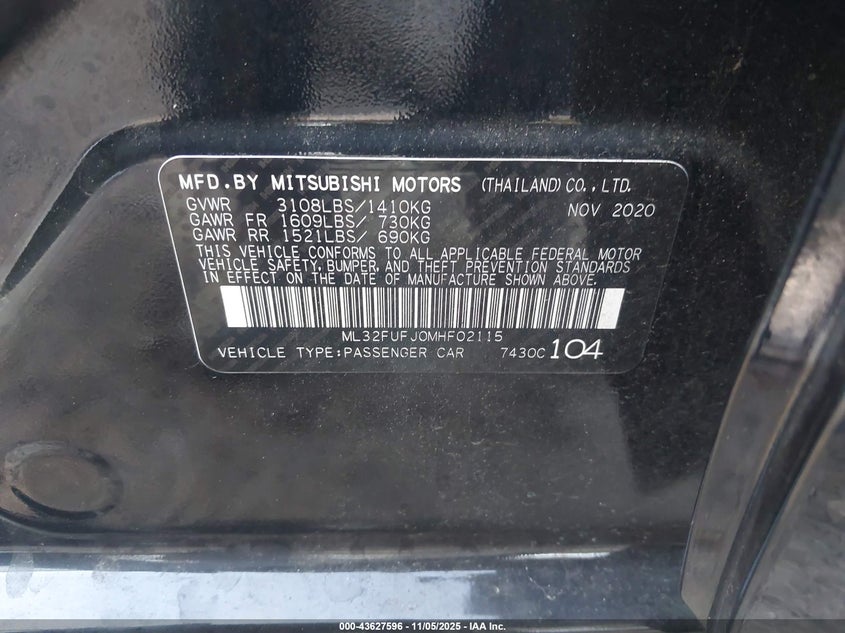 MFD.BY MITSUBISHI MOTORS (THAILAND) CO., LTD.
GVWR 3108LBS/1410KG NOV 2020
GAWR FR 1609LBS/ 730KG
GAWR RR 1521LBS/ 690KG
THIS VEHICLE CONFORMS TO ALL APPLICABLE FEDERAL MOTOR
VEHICLE SAFETY, BUMPER, AND THEFT PREVENTION STANDARDS
IN EFFECT ON THE DATE OF MANUFACTURE SHOWN ABOVE.
ML32FUFJ0MHF02115
VEHICLE TYPE:PASSENGER CAR 7430C 104
000-43627596 - 11/05/2025 - IAA Inc.